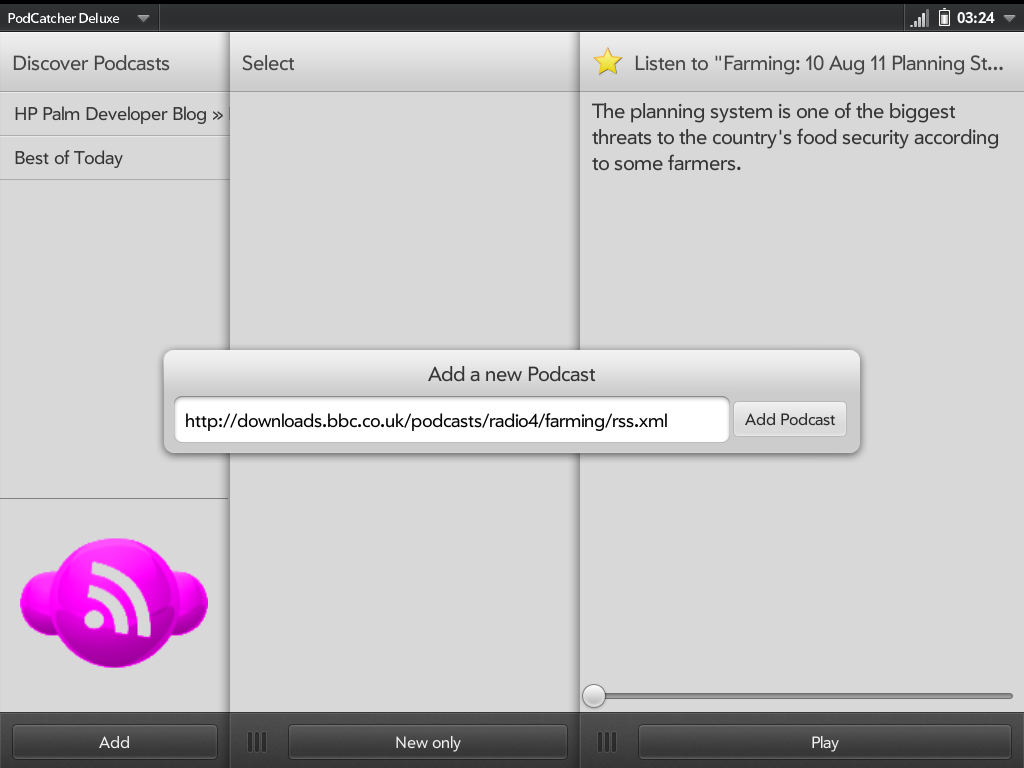 PodCatcher Deluxe
03:24
Discover Podcasts
Select
Listen to "Farming: 10 Aug 11 Planning St...
HP Palm Developer Blog »
Best of Today
The planning system is one of the biggest
threats to the country's food security according
to some farmers.
Add a new Podcast
http://downloads.bbc.co.uk/podcasts/radio4/farming/rss.xml
Add Podcast
Add
New only
Play